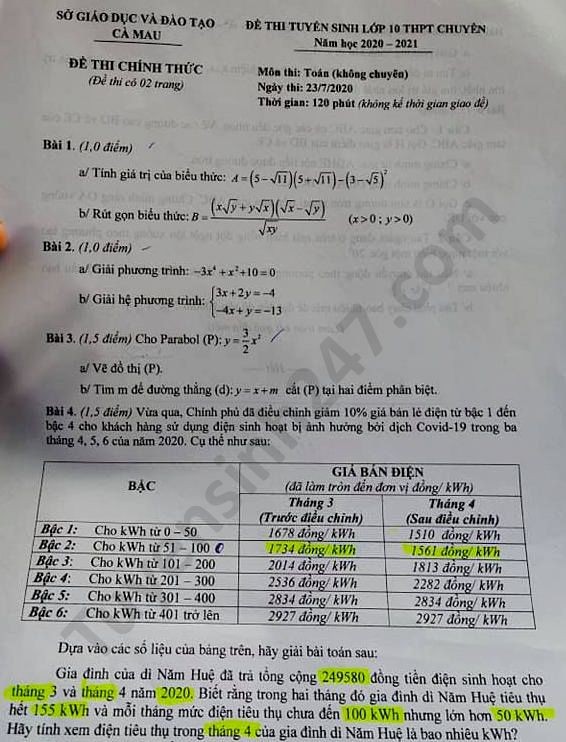 SỞ GIÁO DỤC VÀ ĐÀO TẠO
CÀ MAU
ĐỀ THI CHÍNH THỨC
(Đề thi có 02 trang)
ĐỀ THI TUYỂN SINH LỚP 10 THPT CHUYÊN
Năm học 2020 – 2021
Môn thi: Toán (không chuyên)
Ngày thi: 23/7/2020
Thời gian: 120 phút (không kể thời gian giao đề)
Bài 1. (1,0 điểm)
a/ Tính giá trị của biểu thức: A = (5 – √11)(5 + √11) – (3 – √5)²
b/ Rút gọn biểu thức: B = (x√y + y√x)(√x – √y) / √xy (x > 0 ; y > 0)
Bài 2. (1,0 điểm)
a/ Giải phương trình: –3x⁴ + x² + 10 = 0
b/ Giải hệ phương trình: { 3x + 2y = –4
–4x + y = –13
Bài 3. (1,5 điểm) Cho Parabol (P): y = 3/2 x²
a/ Vẽ đồ thị (P).
b/ Tìm m để đường thẳng (d): y = x + m cắt (P) tại hai điểm phân biệt.
Bài 4. (1,5 điểm) Vừa qua, Chính phủ đã điều chỉnh giảm 10% giá bán lẻ điện từ bậc 1 đến
bậc 4 cho khách hàng sử dụng điện sinh hoạt bị ảnh hưởng bởi dịch Covid-19 trong ba
tháng 4, 5, 6 của năm 2020. Cụ thể như sau:
BẬC
GIÁ BÁN ĐIỆN
(đã làm tròn đến đơn vị đồng/ kWh)
Tháng 3 Tháng 4
(Trước điều chỉnh) (Sau điều chỉnh)
Bậc 1: Cho kWh từ 0 – 50 1678 đồng/ kWh 1510 đồng/ kWh
Bậc 2: Cho kWh từ 51 – 100 1734 đồng/ kWh 1561 đồng/ kWh
Bậc 3: Cho kWh từ 101 – 200 2014 đồng/ kWh 1813 đồng/ kWh
Bậc 4: Cho kWh từ 201 – 300 2536 đồng/ kWh 2282 đồng/ kWh
Bậc 5: Cho kWh từ 301 – 400 2834 đồng/ kWh 2834 đồng/ kWh
Bậc 6: Cho kWh từ 401 trở lên 2927 đồng/ kWh 2927 đồng/ kWh
Dựa vào các số liệu của bảng trên, hãy giải bài toán sau:
Gia đình của dì Năm Huệ đã trả tổng cộng 249580 đồng tiền điện sinh hoạt cho
tháng 3 và tháng 4 năm 2020. Biết rằng trong hai tháng đó gia đình dì Năm Huệ tiêu thụ
hết 155 kWh và mỗi tháng mức điện tiêu thụ chưa đến 100 kWh nhưng lớn hơn 50 kWh.
Hãy tính xem điện tiêu thụ trong tháng 4 của gia đình dì Năm Huệ là bao nhiêu kWh?
Tuyensinh247.com